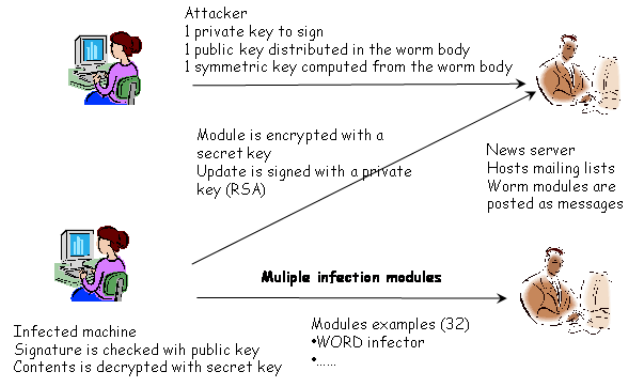 Attacker
1 private key to sign
1 public key distributed in the worm body
1 symmetric key computed from the worm body
Module is encrypted with a
secret key
Update is signed with a private
key (RSA)
News server
Hosts mailing lists
Worm modules are
posted as messages
Muliple infection modules
Infected machine
Signature is checked wih public key
Contents is decrypted with secret key
Modules examples (32)
•WORD infector
•......